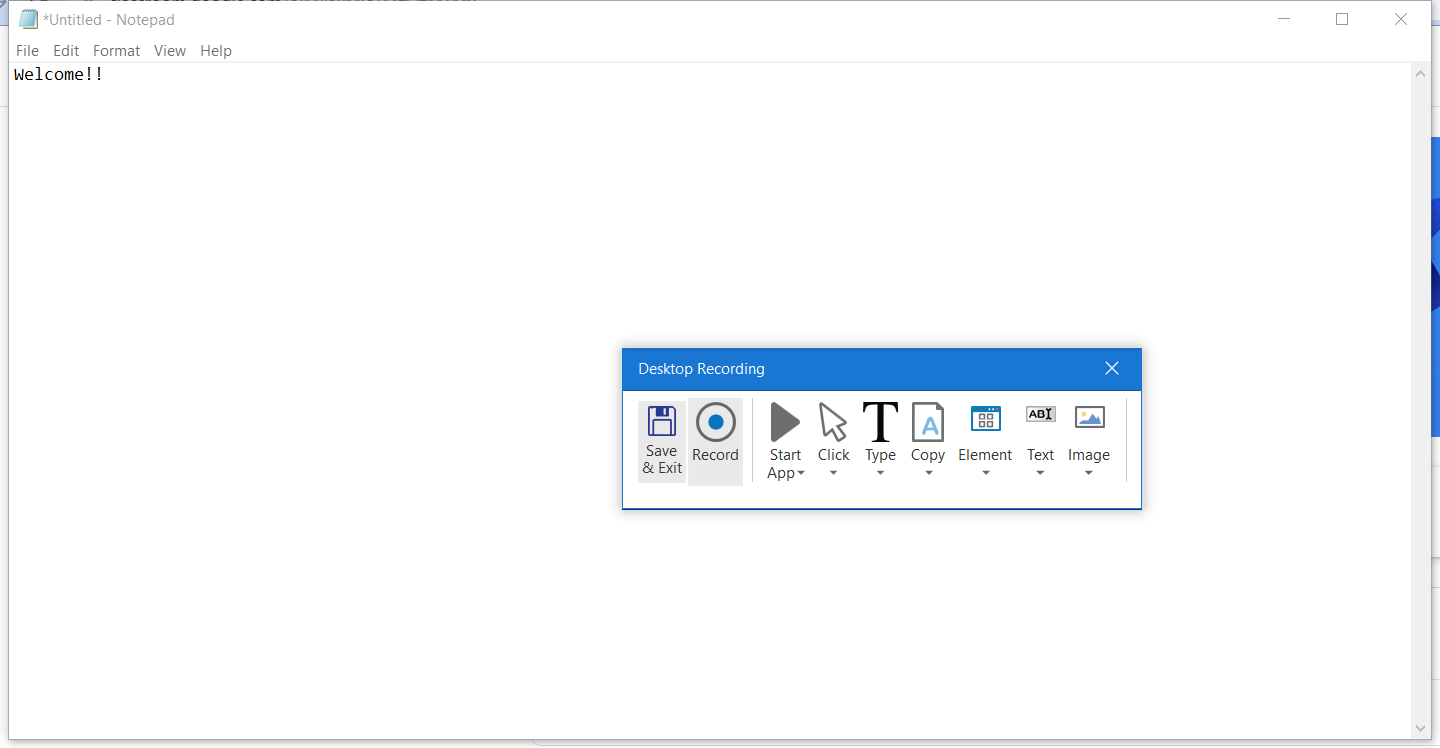 *Untitled - Notepad
File Edit Format View Help
Welcome!!
Desktop Recording
Save
& Exit
Record
Start
App
Click
Type
Copy
Element
ABI
Text
Image
A